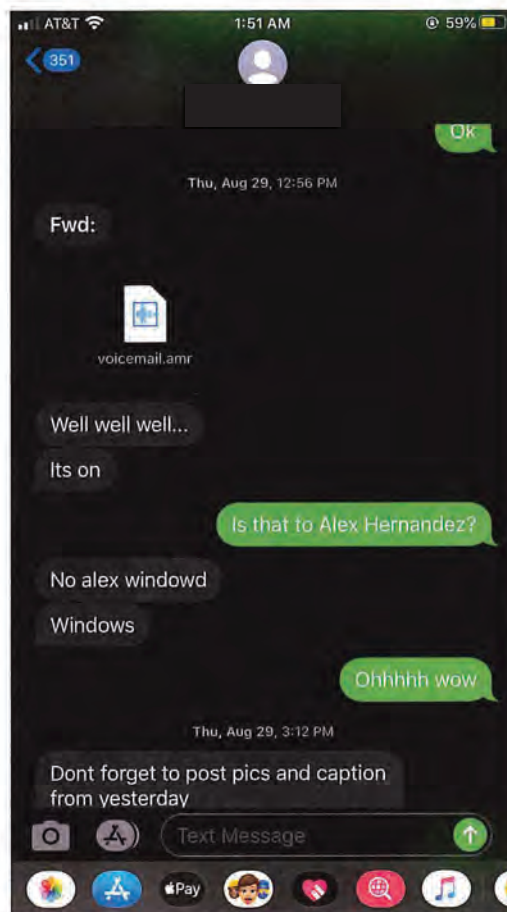 AT&T 1:51 AM 59%
351
Ok
Thu, Aug 29, 12:56 PM
Fwd:
voicemail.amr
Well well well...
Its on
Is that to Alex Hernandez?
No alex windowd
Windows
Ohhhhh wow
Thu, Aug 29, 3:12 PM
Dont forget to post pics and caption
from yesterday
Text Message
Pay